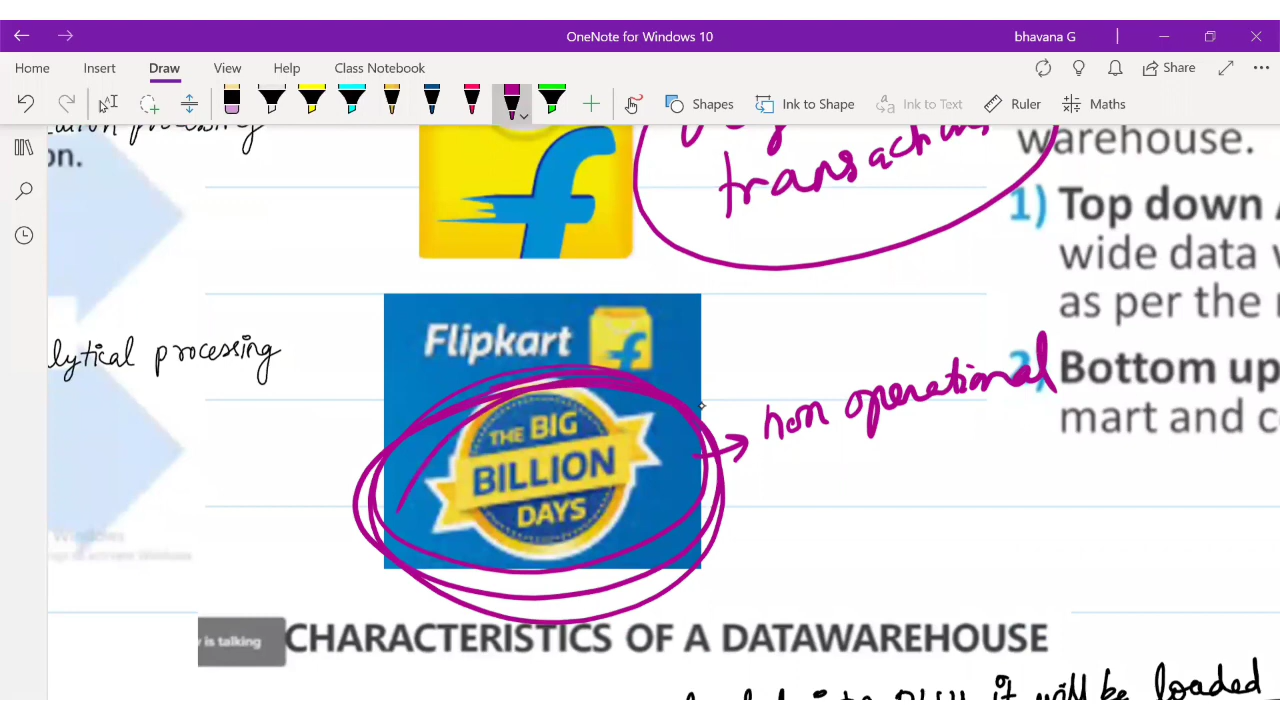 OneNote for Windows 10
bhavana G
Home Insert Draw View Help Class Notebook
Share
Shapes Ink to Shape Ink to Text Ruler Maths
processing
on.
transactions
warehouse.
1) Top down
wide data
as per the
lytical processing
Flipkart
THE BIG
BILLION
DAYS
non operational
2) Bottom up
mart and c
is talking
CHARACTERISTICS OF A DATAWAREHOUSE
it will be loaded